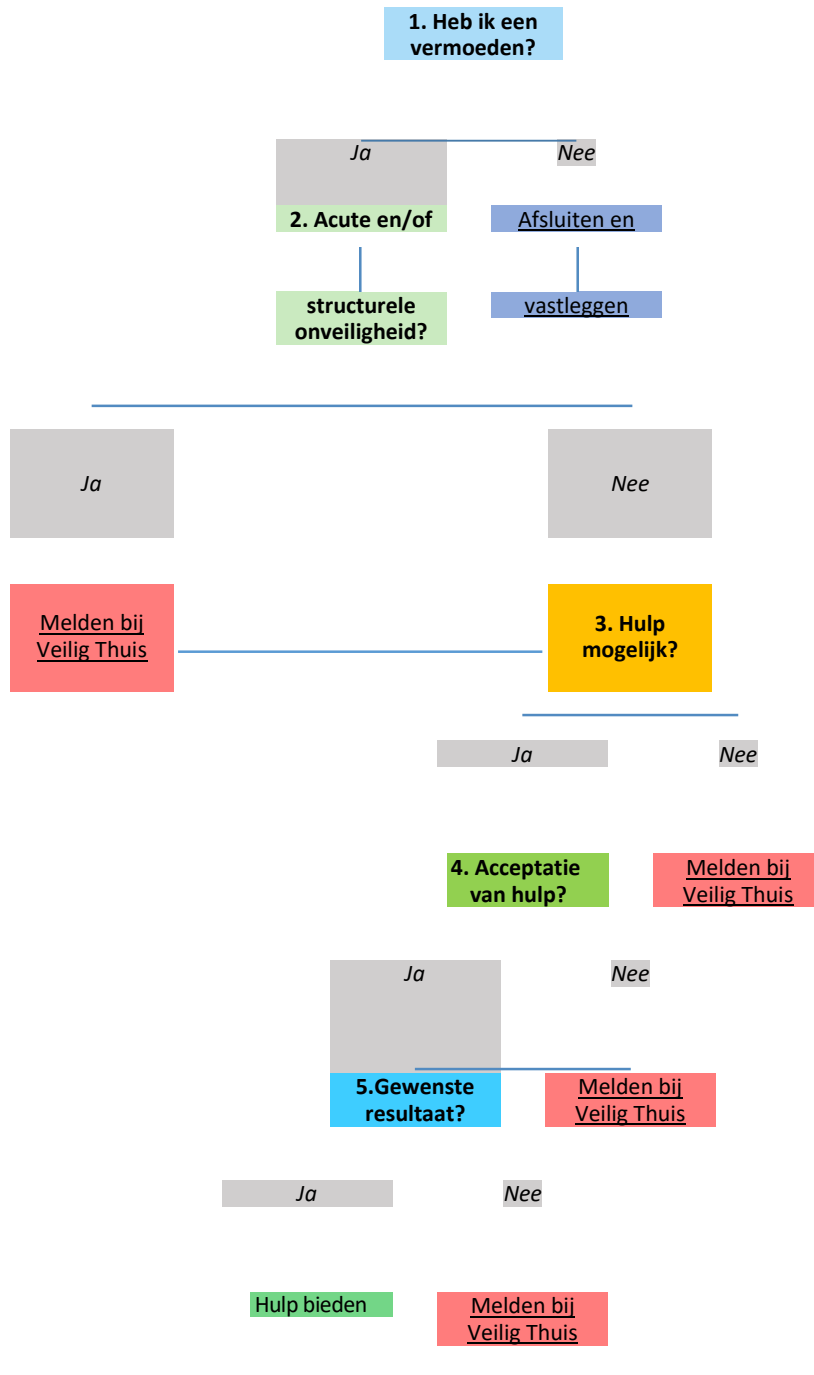 1. Heb ik een
vermoeden?
Ja
Nee
2. Acute en/of
Afsluiten en
structurele
onveiligheid?
vastleggen
Ja
Nee
Melden bij
Veilig Thuis
3. Hulp
mogelijk?
Ja
Nee
4. Acceptatie
van hulp?
Melden bij
Veilig Thuis
Ja
Nee
5.Gewenste
resultaat?
Melden bij
Veilig Thuis
Ja
Nee
Hulp bieden
Melden bij
Veilig Thuis